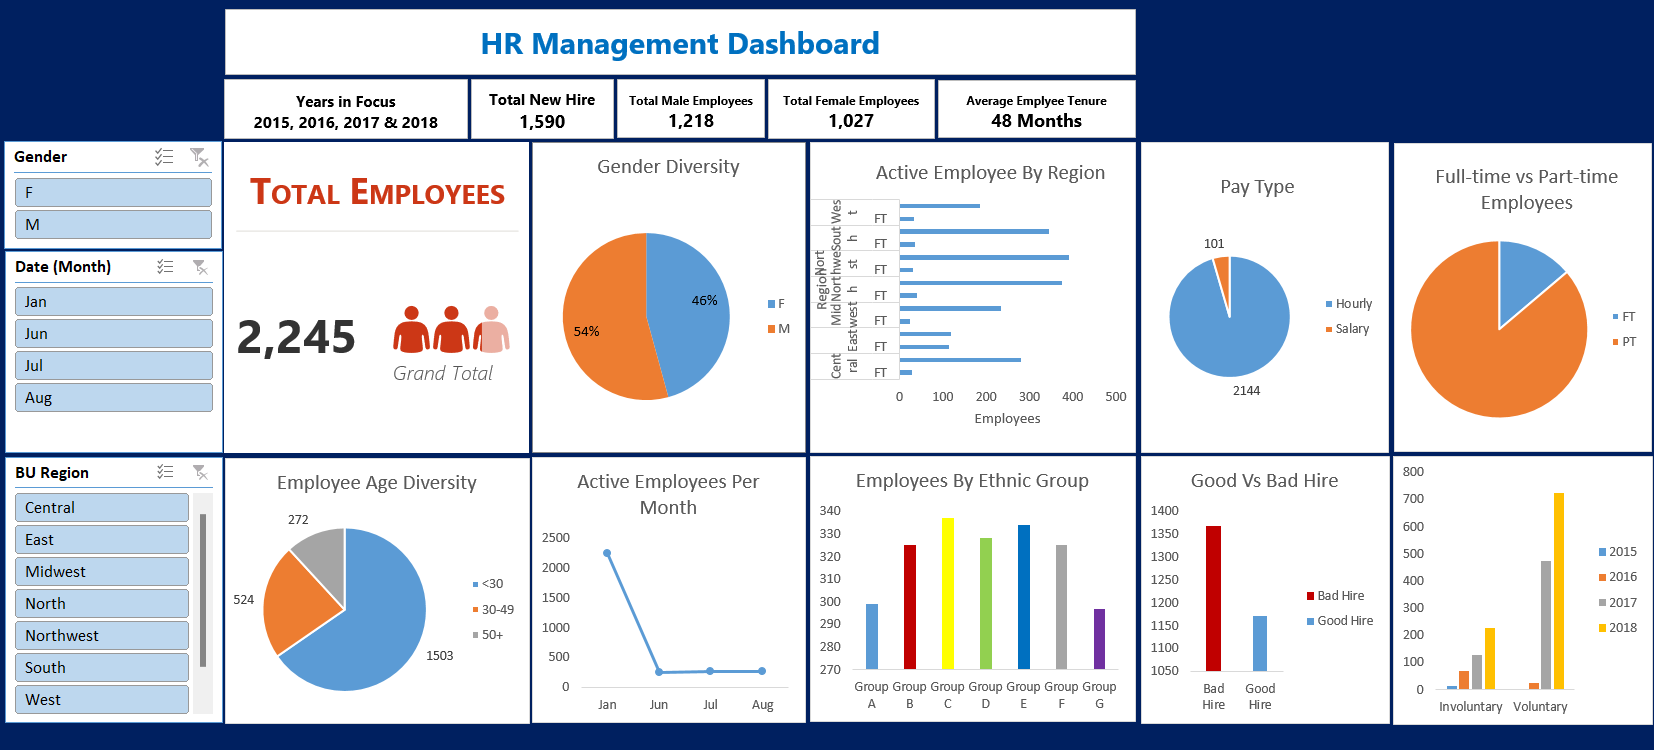 HR Management Dashboard
Years in Focus
2015, 2016, 2017 & 2018
Total New Hire
1,590
Total Male Employees
1,218
Total Female Employees
1,027
Average Emplyee Tenure
48 Months
Gender
F
M
Date (Month)
Jan
Jun
Jul
Aug
BU Region
Central
East
Midwest
North
Northwest
South
West
TOTAL EMPLOYEES
2,245
Grand Total
Gender Diversity
46%
54%
F
M
Active Employee By Region
Region
Wes
t
FT
Sout
h
FT
Northwe
st
FT
Nort
h
FT
Mid
west
FT
East
FT
Cent
ral
FT
0 100 200 300 400 500
Employees
Pay Type
101
2144
Hourly
Salary
Full-time vs Part-time
Employees
FT
PT
Employee Age Diversity
272
524
1503
<30
30-49
50+
Active Employees Per
Month
2500
2000
1500
1000
500
0
Jan Jun Jul Aug
Employees By Ethnic Group
340
330
320
310
300
290
280
270
Group Group Group Group Group Group Group
A B C D E F G
Good Vs Bad Hire
1400
1350
1300
1250
1200
1150
1100
1050
Bad Good
Hire Hire
Bad Hire
Good Hire
800
700
600
500
400
300
200
100
0
Involuntary Voluntary
2015
2016
2017
2018